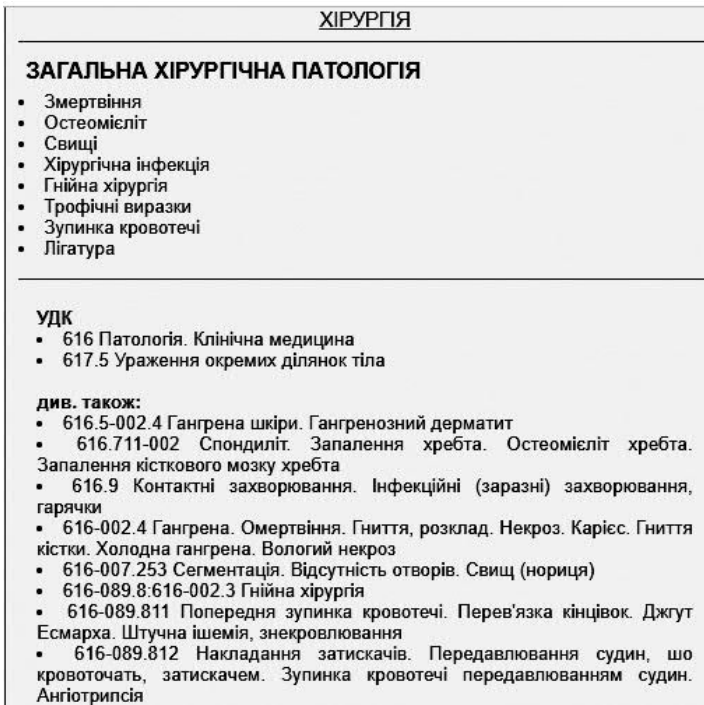 ХІРУРГІЯ
ЗАГАЛЬНА ХІРУРГІЧНА ПАТОЛОГІЯ
• Змертвіння
• Остеомієліт
• Свищі
• Хірургічна інфекція
• Гнійна хірургія
• Трофічні виразки
• Зупинка кровотечі
• Лігатура
УДК
• 616 Патологія. Клінічна медицина
• 617.5 Ураження окремих ділянок тіла
див. також:
• 616.5-002.4 Гангрена шкіри. Гангренозний дерматит
• 616.711-002 Спондиліт. Запалення хребта. Остеомієліт хребта.
Запалення кісткового мозку хребта
• 616.9 Контактні захворювання. Інфекційні (заразні) захворювання,
гарячки
• 616-002.4 Гангрена. Омертвіння. Гниття, розклад. Некроз. Карієс. Гниття
кістки. Холодна гангрена. Вологий некроз
• 616-007.253 Сегментація. Відсутність отворів. Свищ (нориця)
• 616-089.8:616-002.3 Гнійна хірургія
• 616-089.811 Попередня зупинка кровотечі. Перев'язка кінцівок. Джгут
Есмарха. Штучна ішемія, знекровлювання
• 616-089.812 Накладання затискачів. Передавлювання судин, шо
кровоточать, затискачем. Зупинка кровотечі передавлюванням судин.
Ангіотрипсія